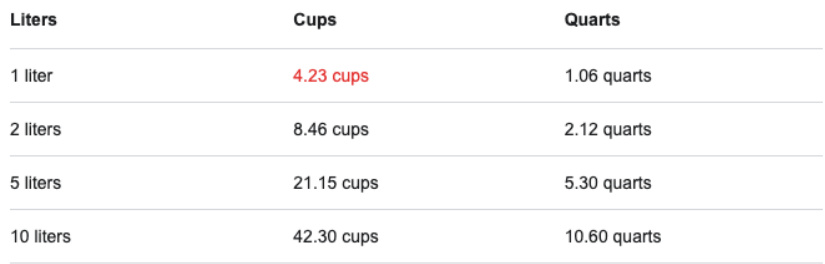 Liters Cups Quarts
1 liter 4.23 cups 1.06 quarts
2 liters 8.46 cups 2.12 quarts
5 liters 21.15 cups 5.30 quarts
10 liters 42.30 cups 10.60 quarts